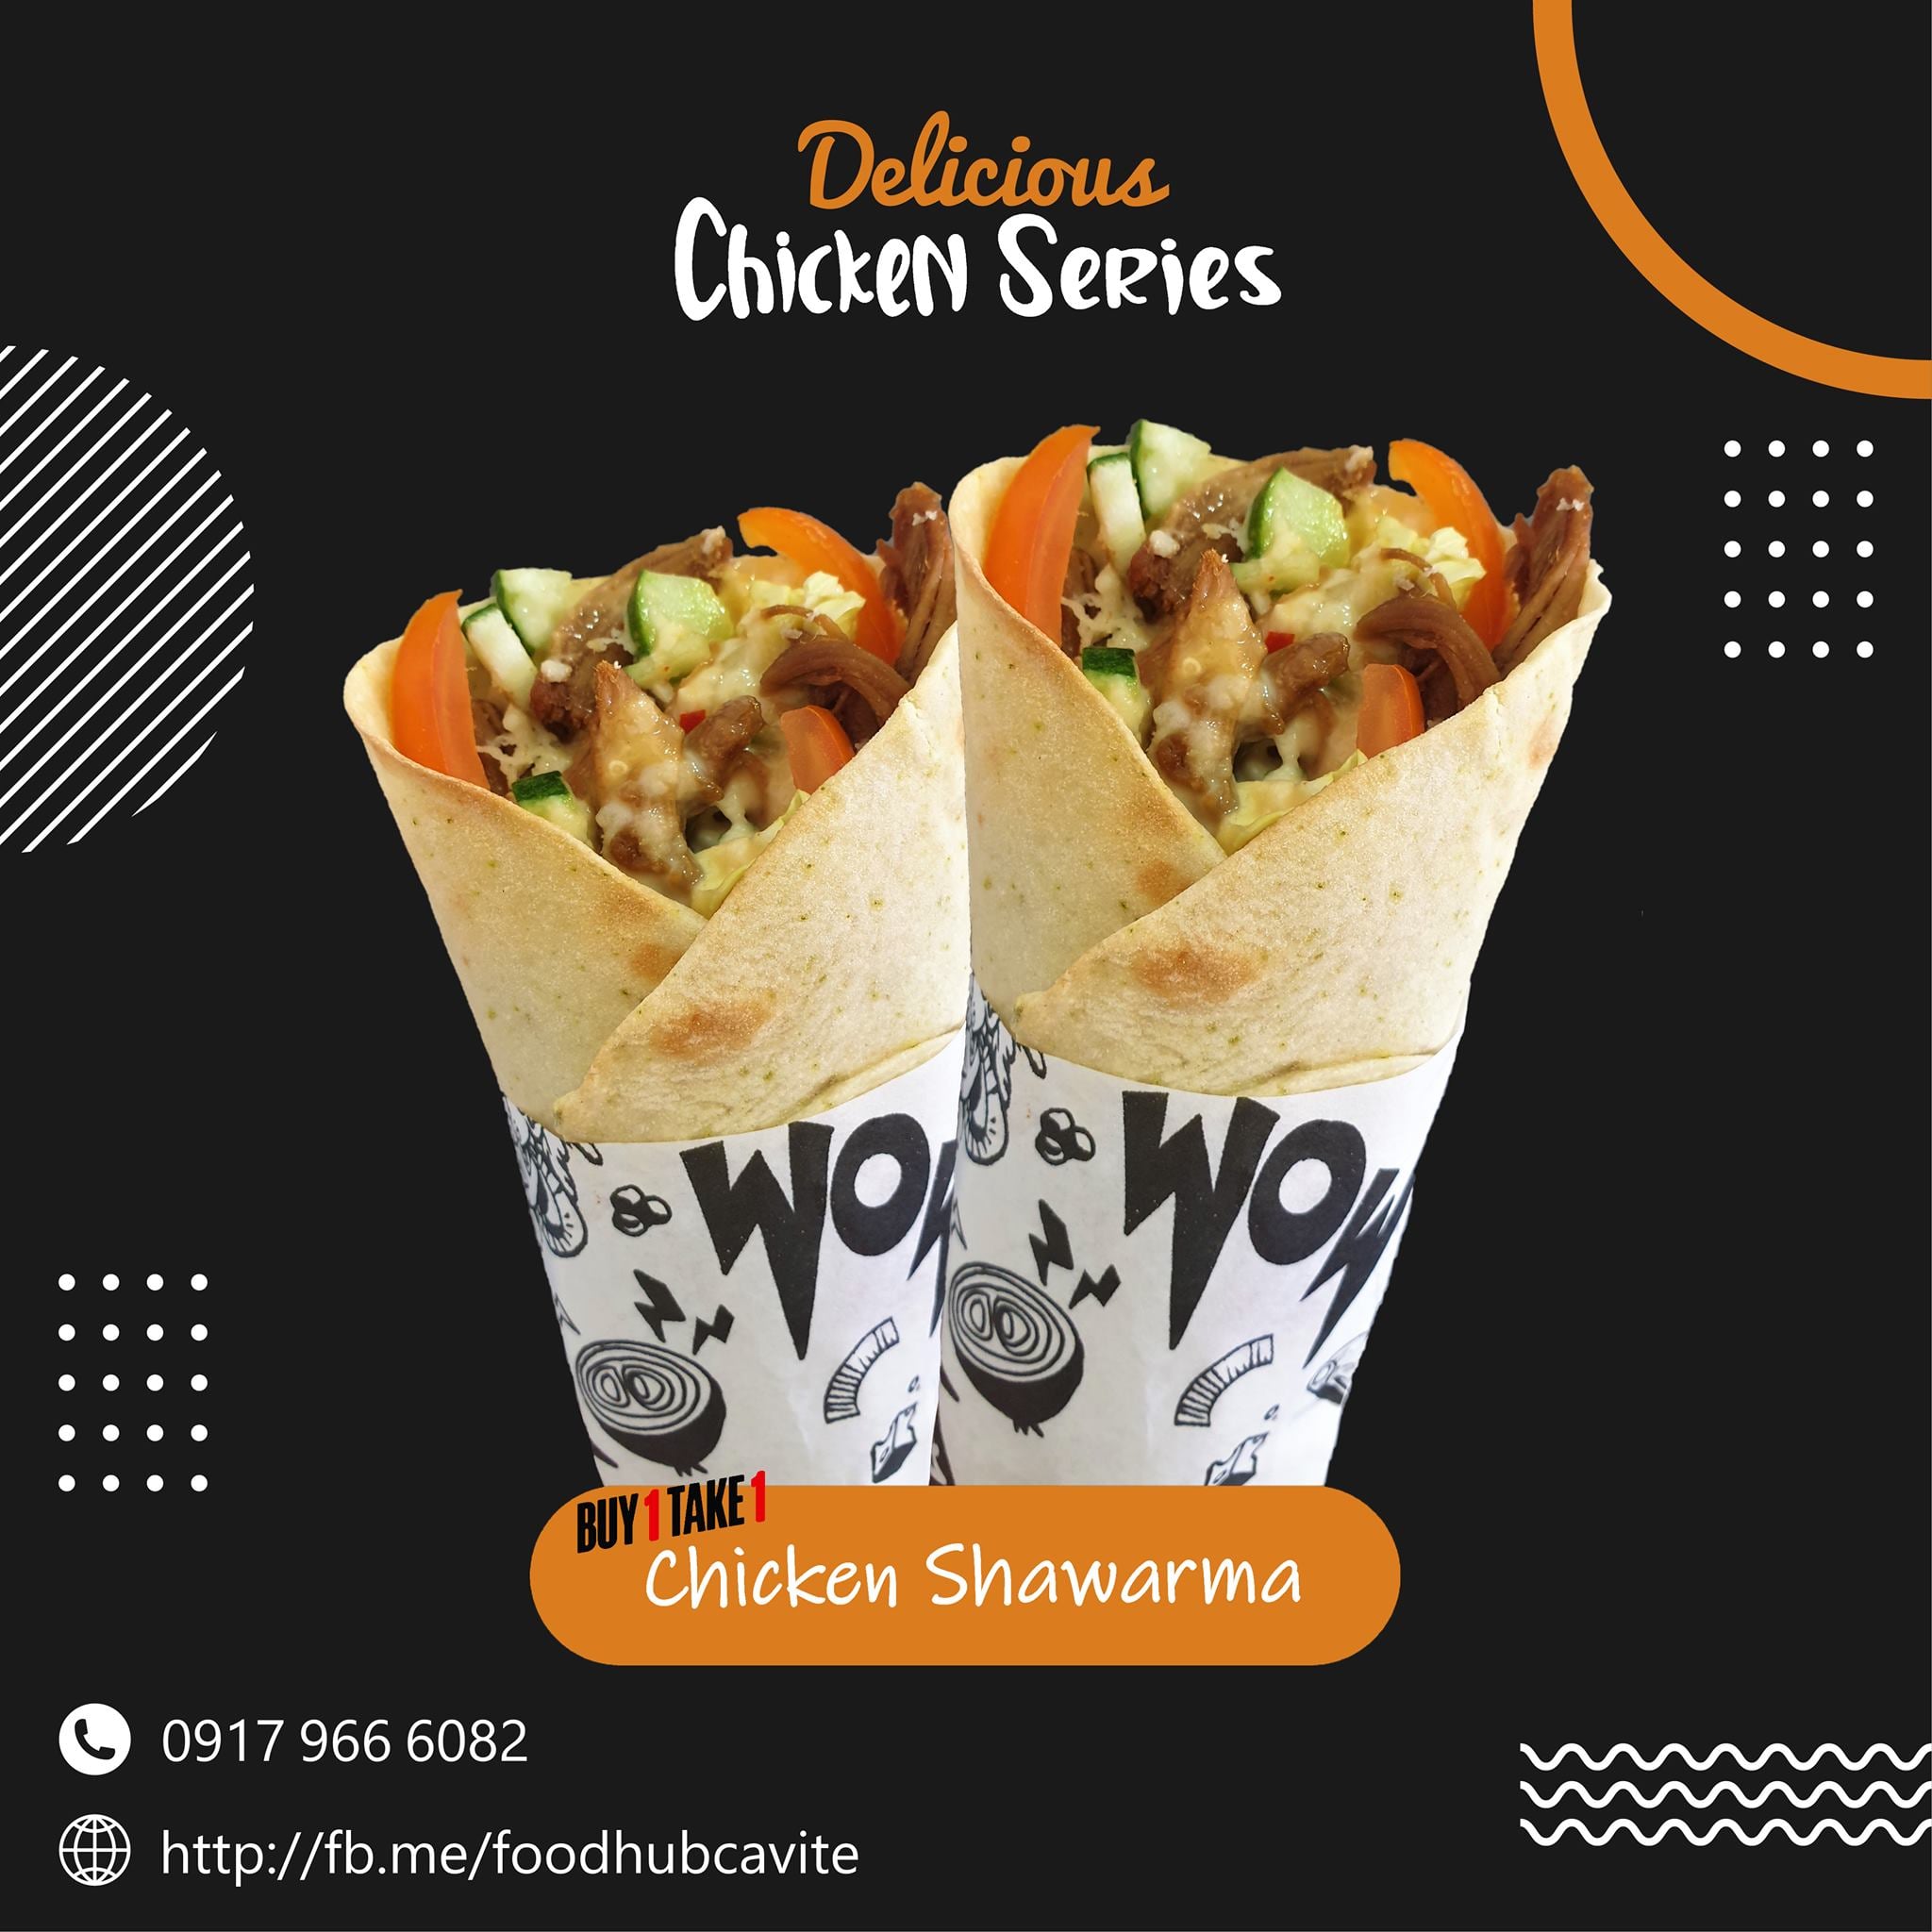 Delicious
Chicken Series
WOW
WOW
BUY 1 TAKE 1
Chicken Shawarma
0917 966 6082
http://fb.me/foodhubcavite